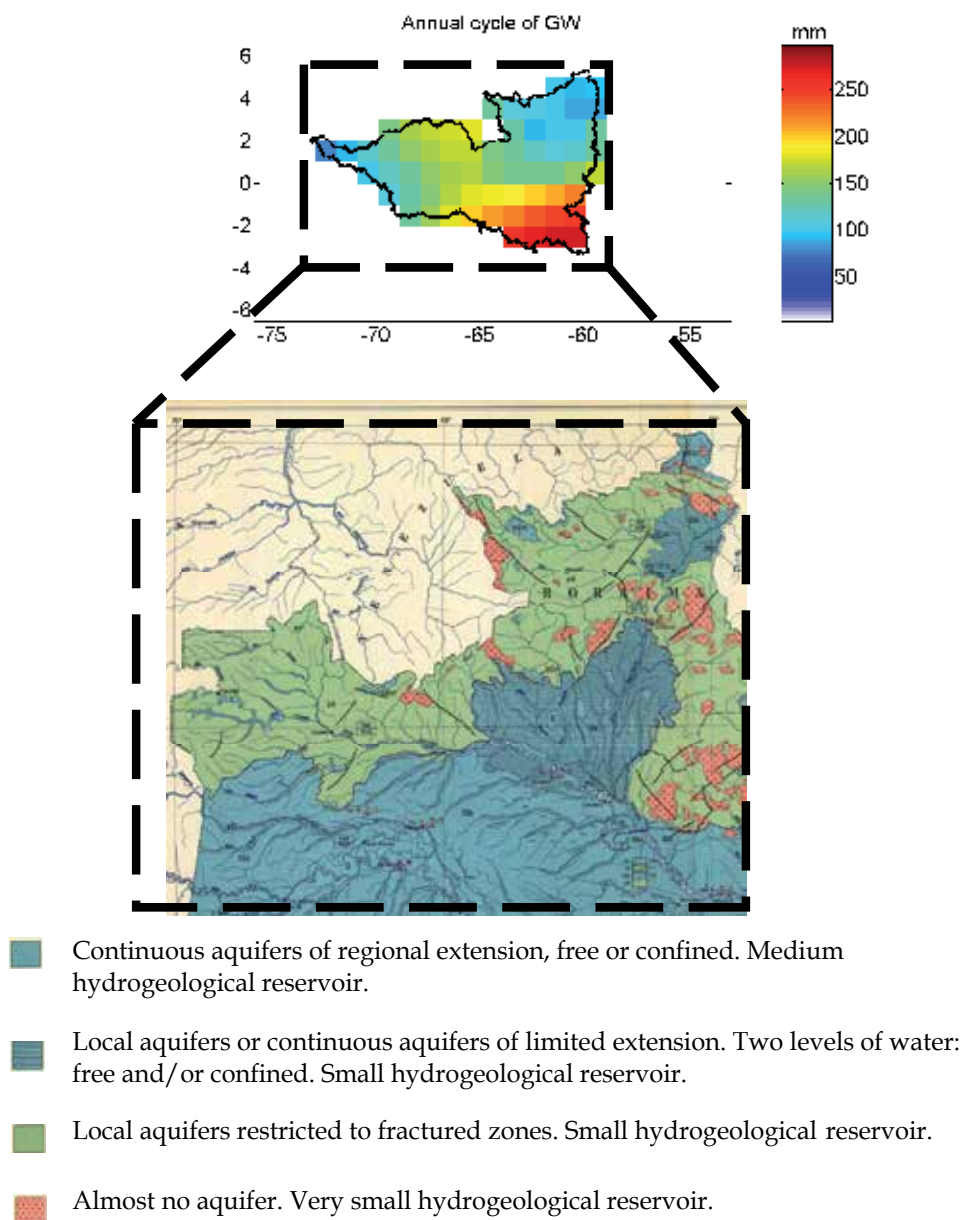 Annual cycle of GW
mm
6
4
2
0-
-2
-4
-6
-75
-70
-65
-60
-55
-
250
200
150
100
50
E L A
R O R A I M A
Continuous aquifers of regional extension, free or confined. Medium
hydrogeological reservoir.
Local aquifers or continuous aquifers of limited extension. Two levels of water:
free and/or confined. Small hydrogeological reservoir.
Local aquifers restricted to fractured zones. Small hydrogeological reservoir.
Almost no aquifer. Very small hydrogeological reservoir.